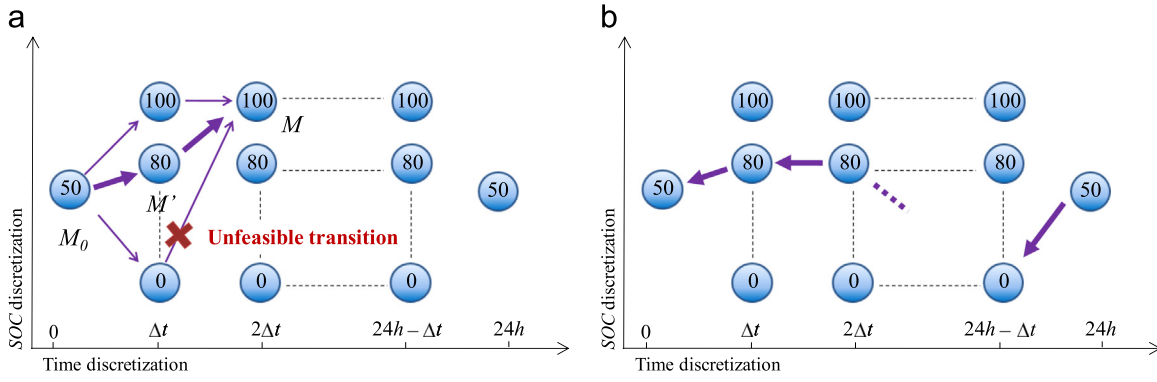 a
100
100
100
M
80
80
80
50
50
M'
M₀
Unfeasible transition
0
0
0
SOC discretization
0
Δt
2Δt
24h – Δt
24h
Time discretization
b
100
100
100
80
80
80
50
50
0
0
0
SOC discretization
0
Δt
2Δt
24h – Δt
24h
Time discretization